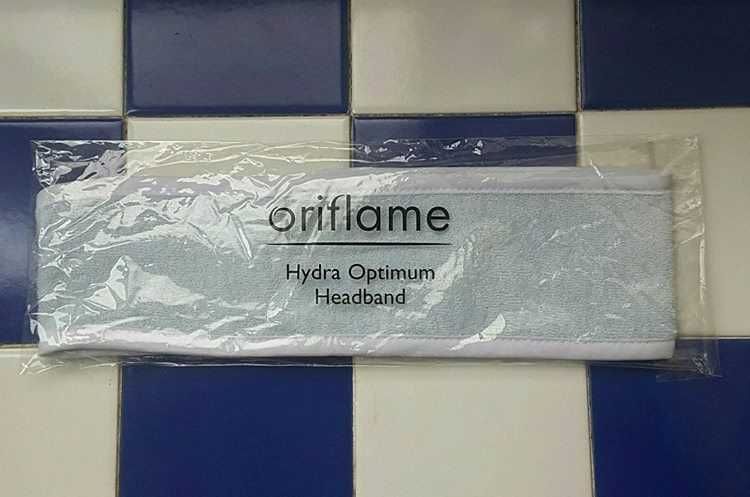 oriflame
Hydra Optimum
Headband